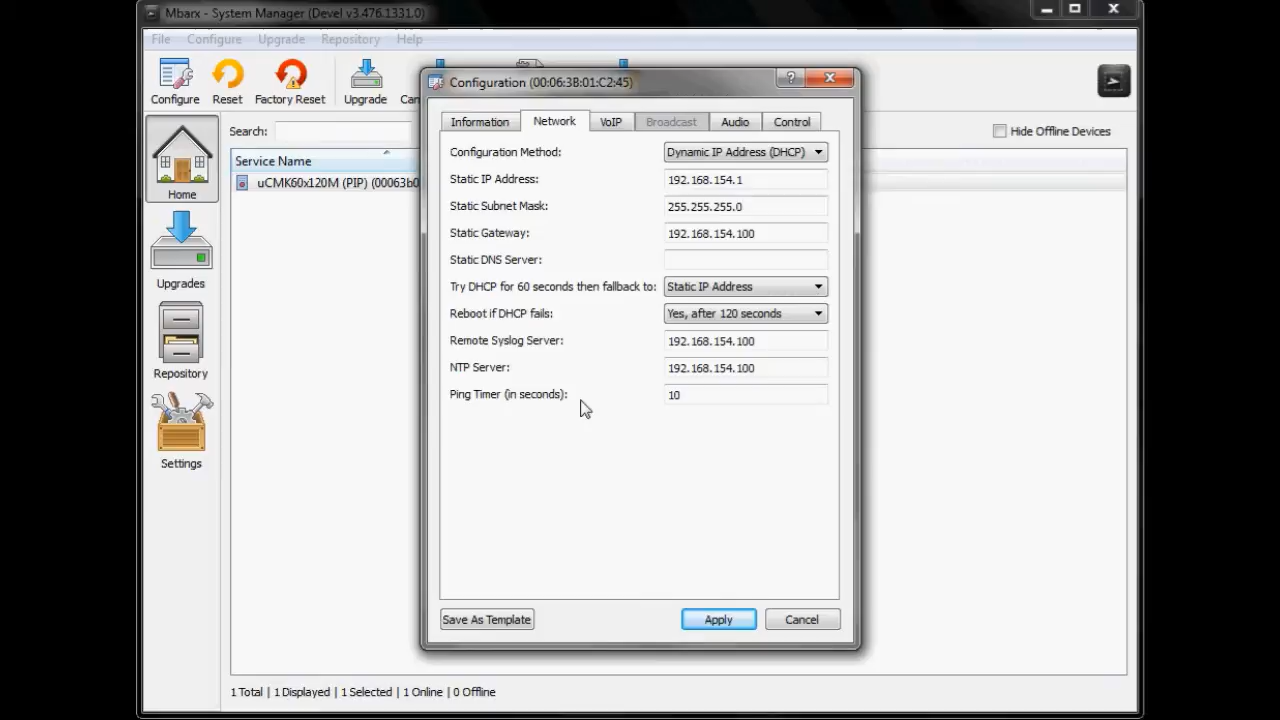 Mbarx - System Manager (Devel v3.476.1331.0)
File Configure Upgrade Repository Help
Configure Reset Factory Reset Upgrade Can
Home
Upgrades
Repository
Settings
Search:
Hide Offline Devices
Service Name
uCMK60x120M (PIP) (00063b0
Configuration (00:06:3B:01:C2:45)
Information Network VoIP Broadcast Audio Control
Configuration Method: Dynamic IP Address (DHCP)
Static IP Address: 192.168.154.1
Static Subnet Mask: 255.255.255.0
Static Gateway: 192.168.154.100
Static DNS Server:
Try DHCP for 60 seconds then fallback to: Static IP Address
Reboot if DHCP fails: Yes, after 120 seconds
Remote Syslog Server: 192.168.154.100
NTP Server: 192.168.154.100
Ping Timer (in seconds): 10
Save As Template Apply Cancel
1 Total | 1 Displayed | 1 Selected | 1 Online | 0 Offline